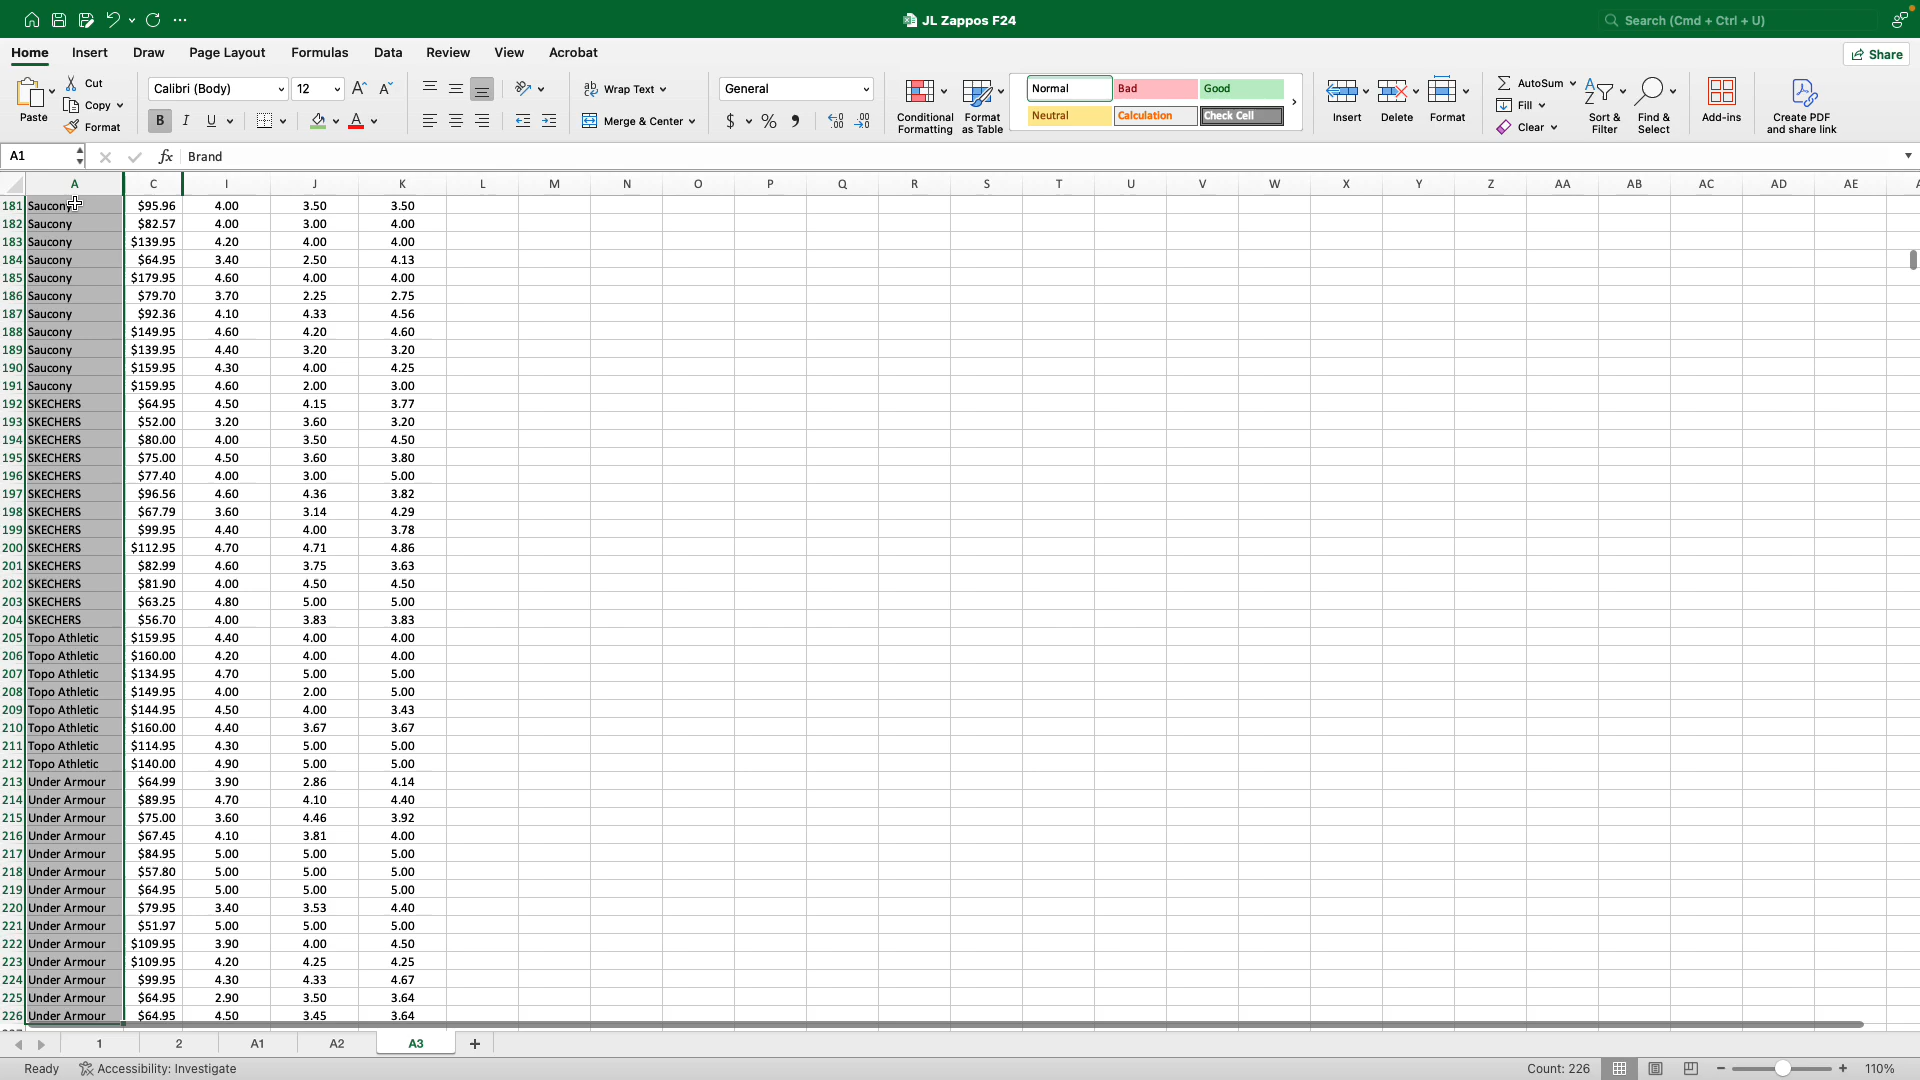 JL Zappos F24
Search (Cmd + Ctrl + U)
Home Insert Draw Page Layout Formulas Data Review View Acrobat
Share
Paste
Cut
Copy
Format
Calibri (Body) 12
B I U
Wrap Text
Merge & Center
General
$ %
Conditional Formatting
Format as Table
Normal Bad Good
Neutral Calculation Check Cell
Insert Delete Format
AutoSum
Fill
Clear
Sort & Filter
Find & Select
Add-ins
Create PDF and share link
A1 fx Brand
A C I J K L M N O P Q R S T U V W X Y Z AA AB AC AD AE
181 Saucony $95.96 4.00 3.50 3.50
182 Saucony $82.57 4.00 3.00 4.00
183 Saucony $139.95 4.20 4.00 4.00
184 Saucony $64.95 3.40 2.50 4.13
185 Saucony $179.95 4.60 4.00 4.00
186 Saucony $79.70 3.70 2.25 2.75
187 Saucony $92.36 4.10 4.33 4.56
188 Saucony $149.95 4.60 4.20 4.60
189 Saucony $139.95 4.40 3.20 3.20
190 Saucony $159.95 4.30 4.00 4.25
191 Saucony $159.95 4.60 2.00 3.00
192 SKECHERS $64.95 4.50 4.15 3.77
193 SKECHERS $52.00 3.20 3.60 3.20
194 SKECHERS $80.00 4.00 3.50 4.50
195 SKECHERS $75.00 4.50 3.60 3.80
196 SKECHERS $77.40 4.00 3.00 5.00
197 SKECHERS $96.56 4.60 4.36 3.82
198 SKECHERS $67.79 3.60 3.14 4.29
199 SKECHERS $99.95 4.40 4.00 3.78
200 SKECHERS $112.95 4.70 4.71 4.86
201 SKECHERS $82.99 4.60 3.75 3.63
202 SKECHERS $81.90 4.00 4.50 4.50
203 SKECHERS $63.25 4.80 5.00 5.00
204 SKECHERS $56.70 4.00 3.83 3.83
205 Topo Athletic $159.95 4.40 4.00 4.00
206 Topo Athletic $160.00 4.20 4.00 4.00
207 Topo Athletic $134.95 4.70 5.00 5.00
208 Topo Athletic $149.95 4.00 2.00 5.00
209 Topo Athletic $144.95 4.50 4.00 3.43
210 Topo Athletic $160.00 4.40 3.67 3.67
211 Topo Athletic $114.95 4.30 5.00 5.00
212 Topo Athletic $140.00 4.90 5.00 5.00
213 Under Armour $64.99 3.90 2.86 4.14
214 Under Armour $89.95 4.70 4.10 4.40
215 Under Armour $75.00 3.60 4.46 3.92
216 Under Armour $67.45 4.10 3.81 4.00
217 Under Armour $84.95 5.00 5.00 5.00
218 Under Armour $57.80 5.00 5.00 5.00
219 Under Armour $64.95 5.00 5.00 5.00
220 Under Armour $79.95 3.40 3.53 4.40
221 Under Armour $51.97 5.00 5.00 5.00
222 Under Armour $109.95 3.90 4.00 4.50
223 Under Armour $109.95 4.20 4.25 4.25
224 Under Armour $99.95 4.30 4.33 4.67
225 Under Armour $64.95 2.90 3.50 3.64
226 Under Armour $64.95 4.50 3.45 3.64
1 2 A1 A2 A3
Ready Accessibility: Investigate Count: 226 110%